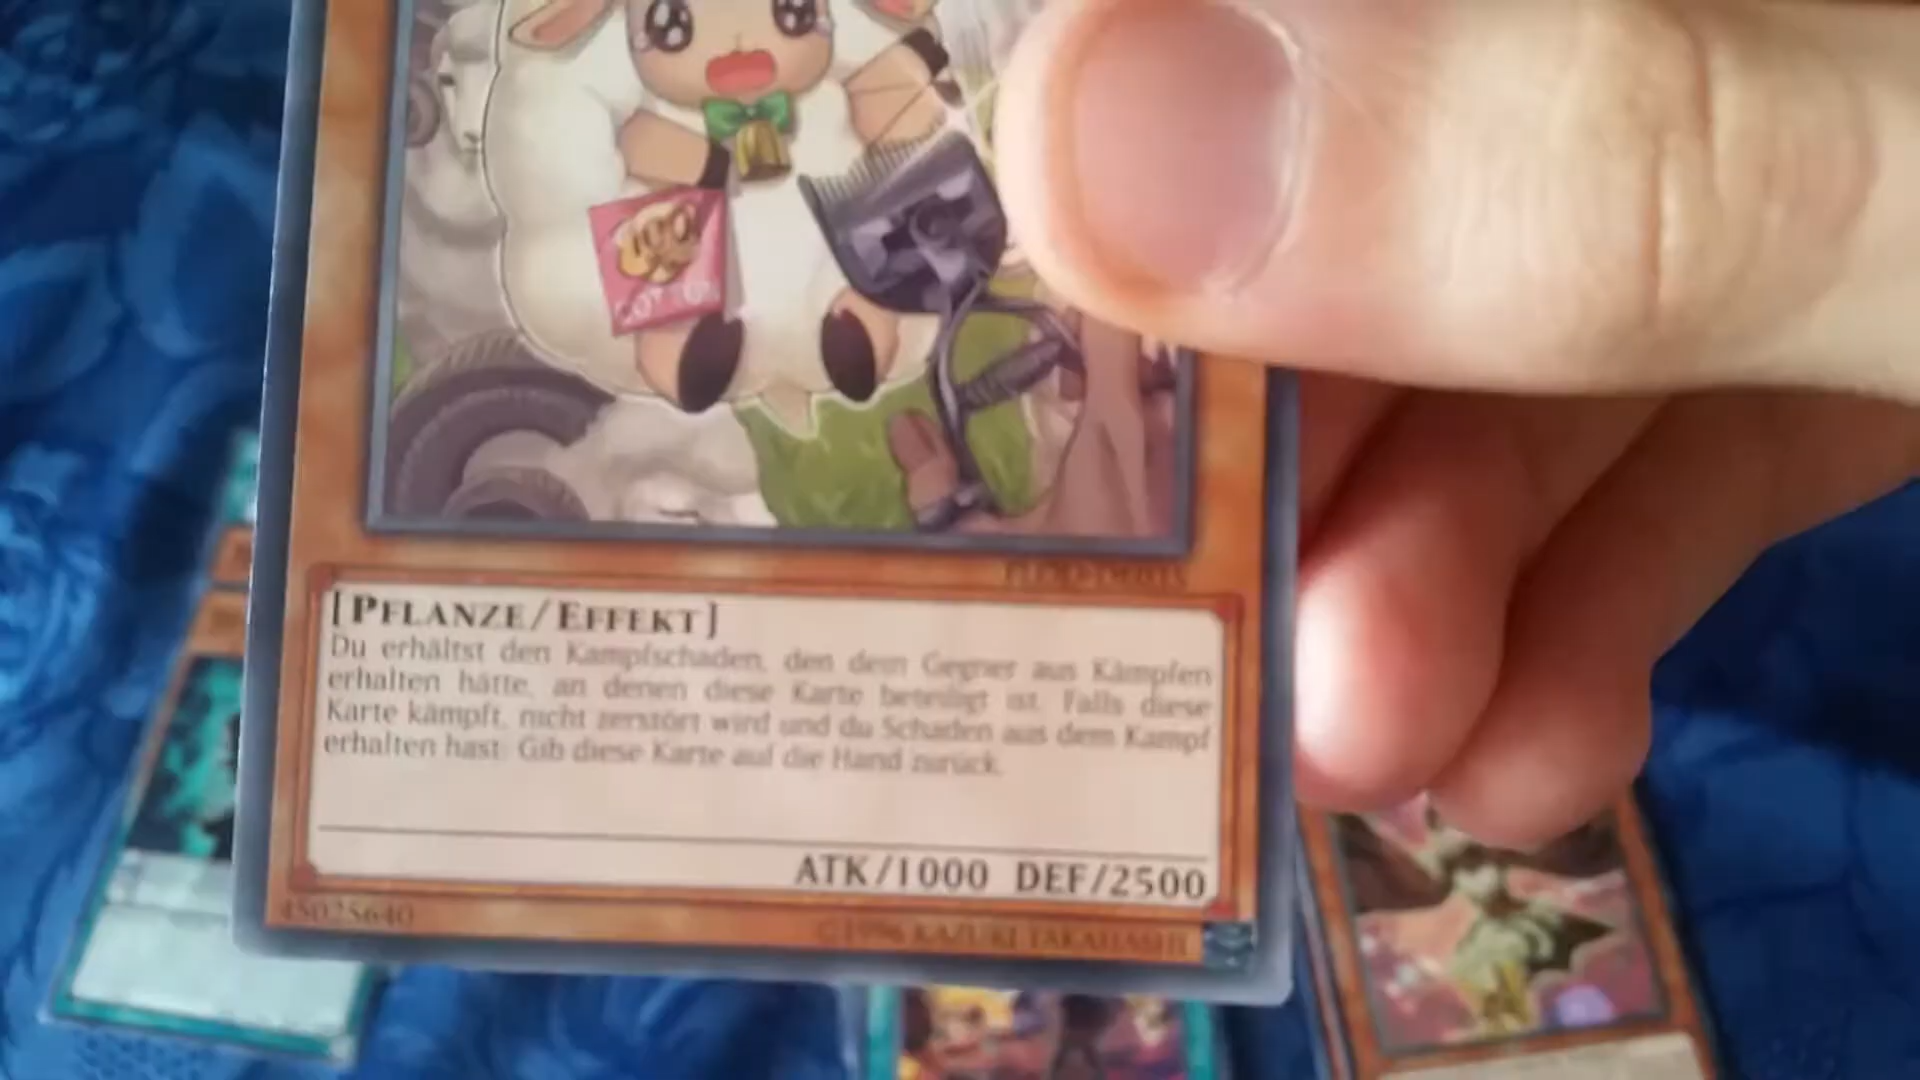 100
COTTON
[PFLANZE/EFFEKT]
Du erhältst den Kampfschaden, den dein Gegner aus Kämpfen
erhalten hätte, an denen diese Karte beteiligt ist. Falls diese
Karte kämpft, nicht zerstört wird und du Schaden aus dem Kampf
erhalten hast: Gib diese Karte auf die Hand zurück.
ATK/1000 DEF/2500
45025640
©1996 KAZUKI TAKAHASHI